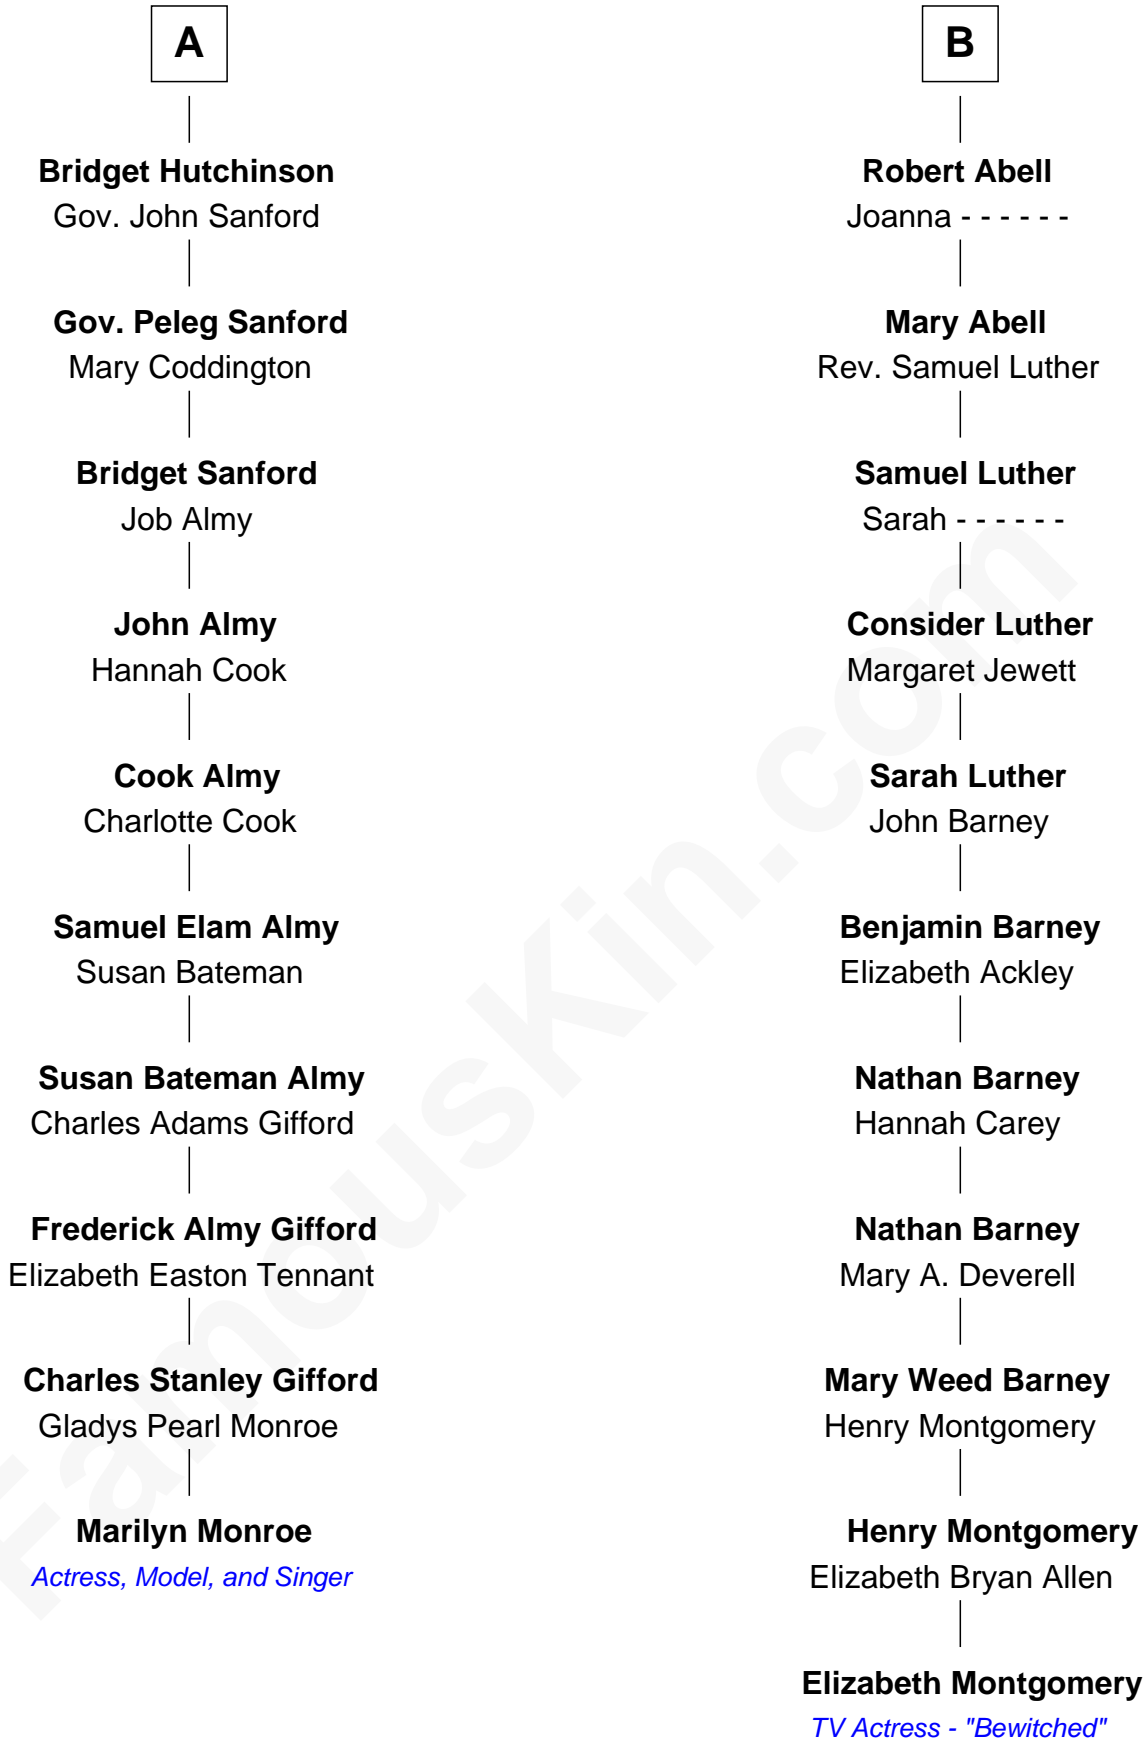 A
Bridget Hutchinson
Gov. John Sanford
Gov. Peleg Sanford
Mary Coddington
Bridget Sanford
Job Almy
John Almy
Hannah Cook
Cook Almy
Charlotte Cook
Samuel Elam Almy
Susan Bateman
Susan Bateman Almy
Charles Adams Gifford
Frederick Almy Gifford
Elizabeth Easton Tennant
Charles Stanley Gifford
Gladys Pearl Monroe
Marilyn Monroe
Actress, Model, and Singer
B
Robert Abell
Joanna - - - - - -
Mary Abell
Rev. Samuel Luther
Samuel Luther
Sarah - - - - - -
Consider Luther
Margaret Jewett
Sarah Luther
John Barney
Benjamin Barney
Elizabeth Ackley
Nathan Barney
Hannah Carey
Nathan Barney
Mary A. Deverell
Mary Weed Barney
Henry Montgomery
Henry Montgomery
Elizabeth Bryan Allen
Elizabeth Montgomery
TV Actress - "Bewitched"
FamousKin.com